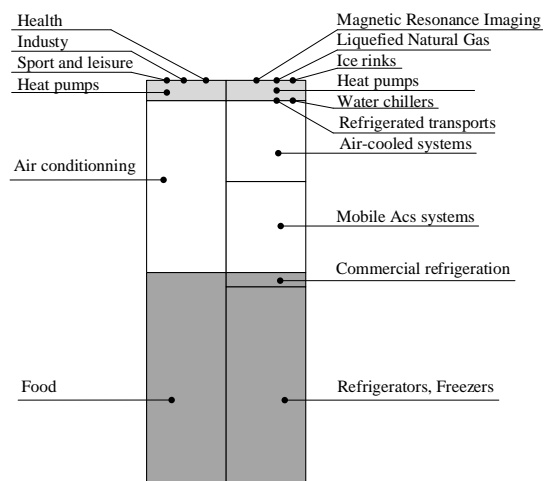 Health
Industy
Sport and leisure
Heat pumps
Air conditionning
Food
Magnetic Resonance Imaging
Liquefied Natural Gas
Ice rinks
Heat pumps
Water chillers
Refrigerated transports
Air-cooled systems
Mobile Acs systems
Commercial refrigeration
Refrigerators, Freezers